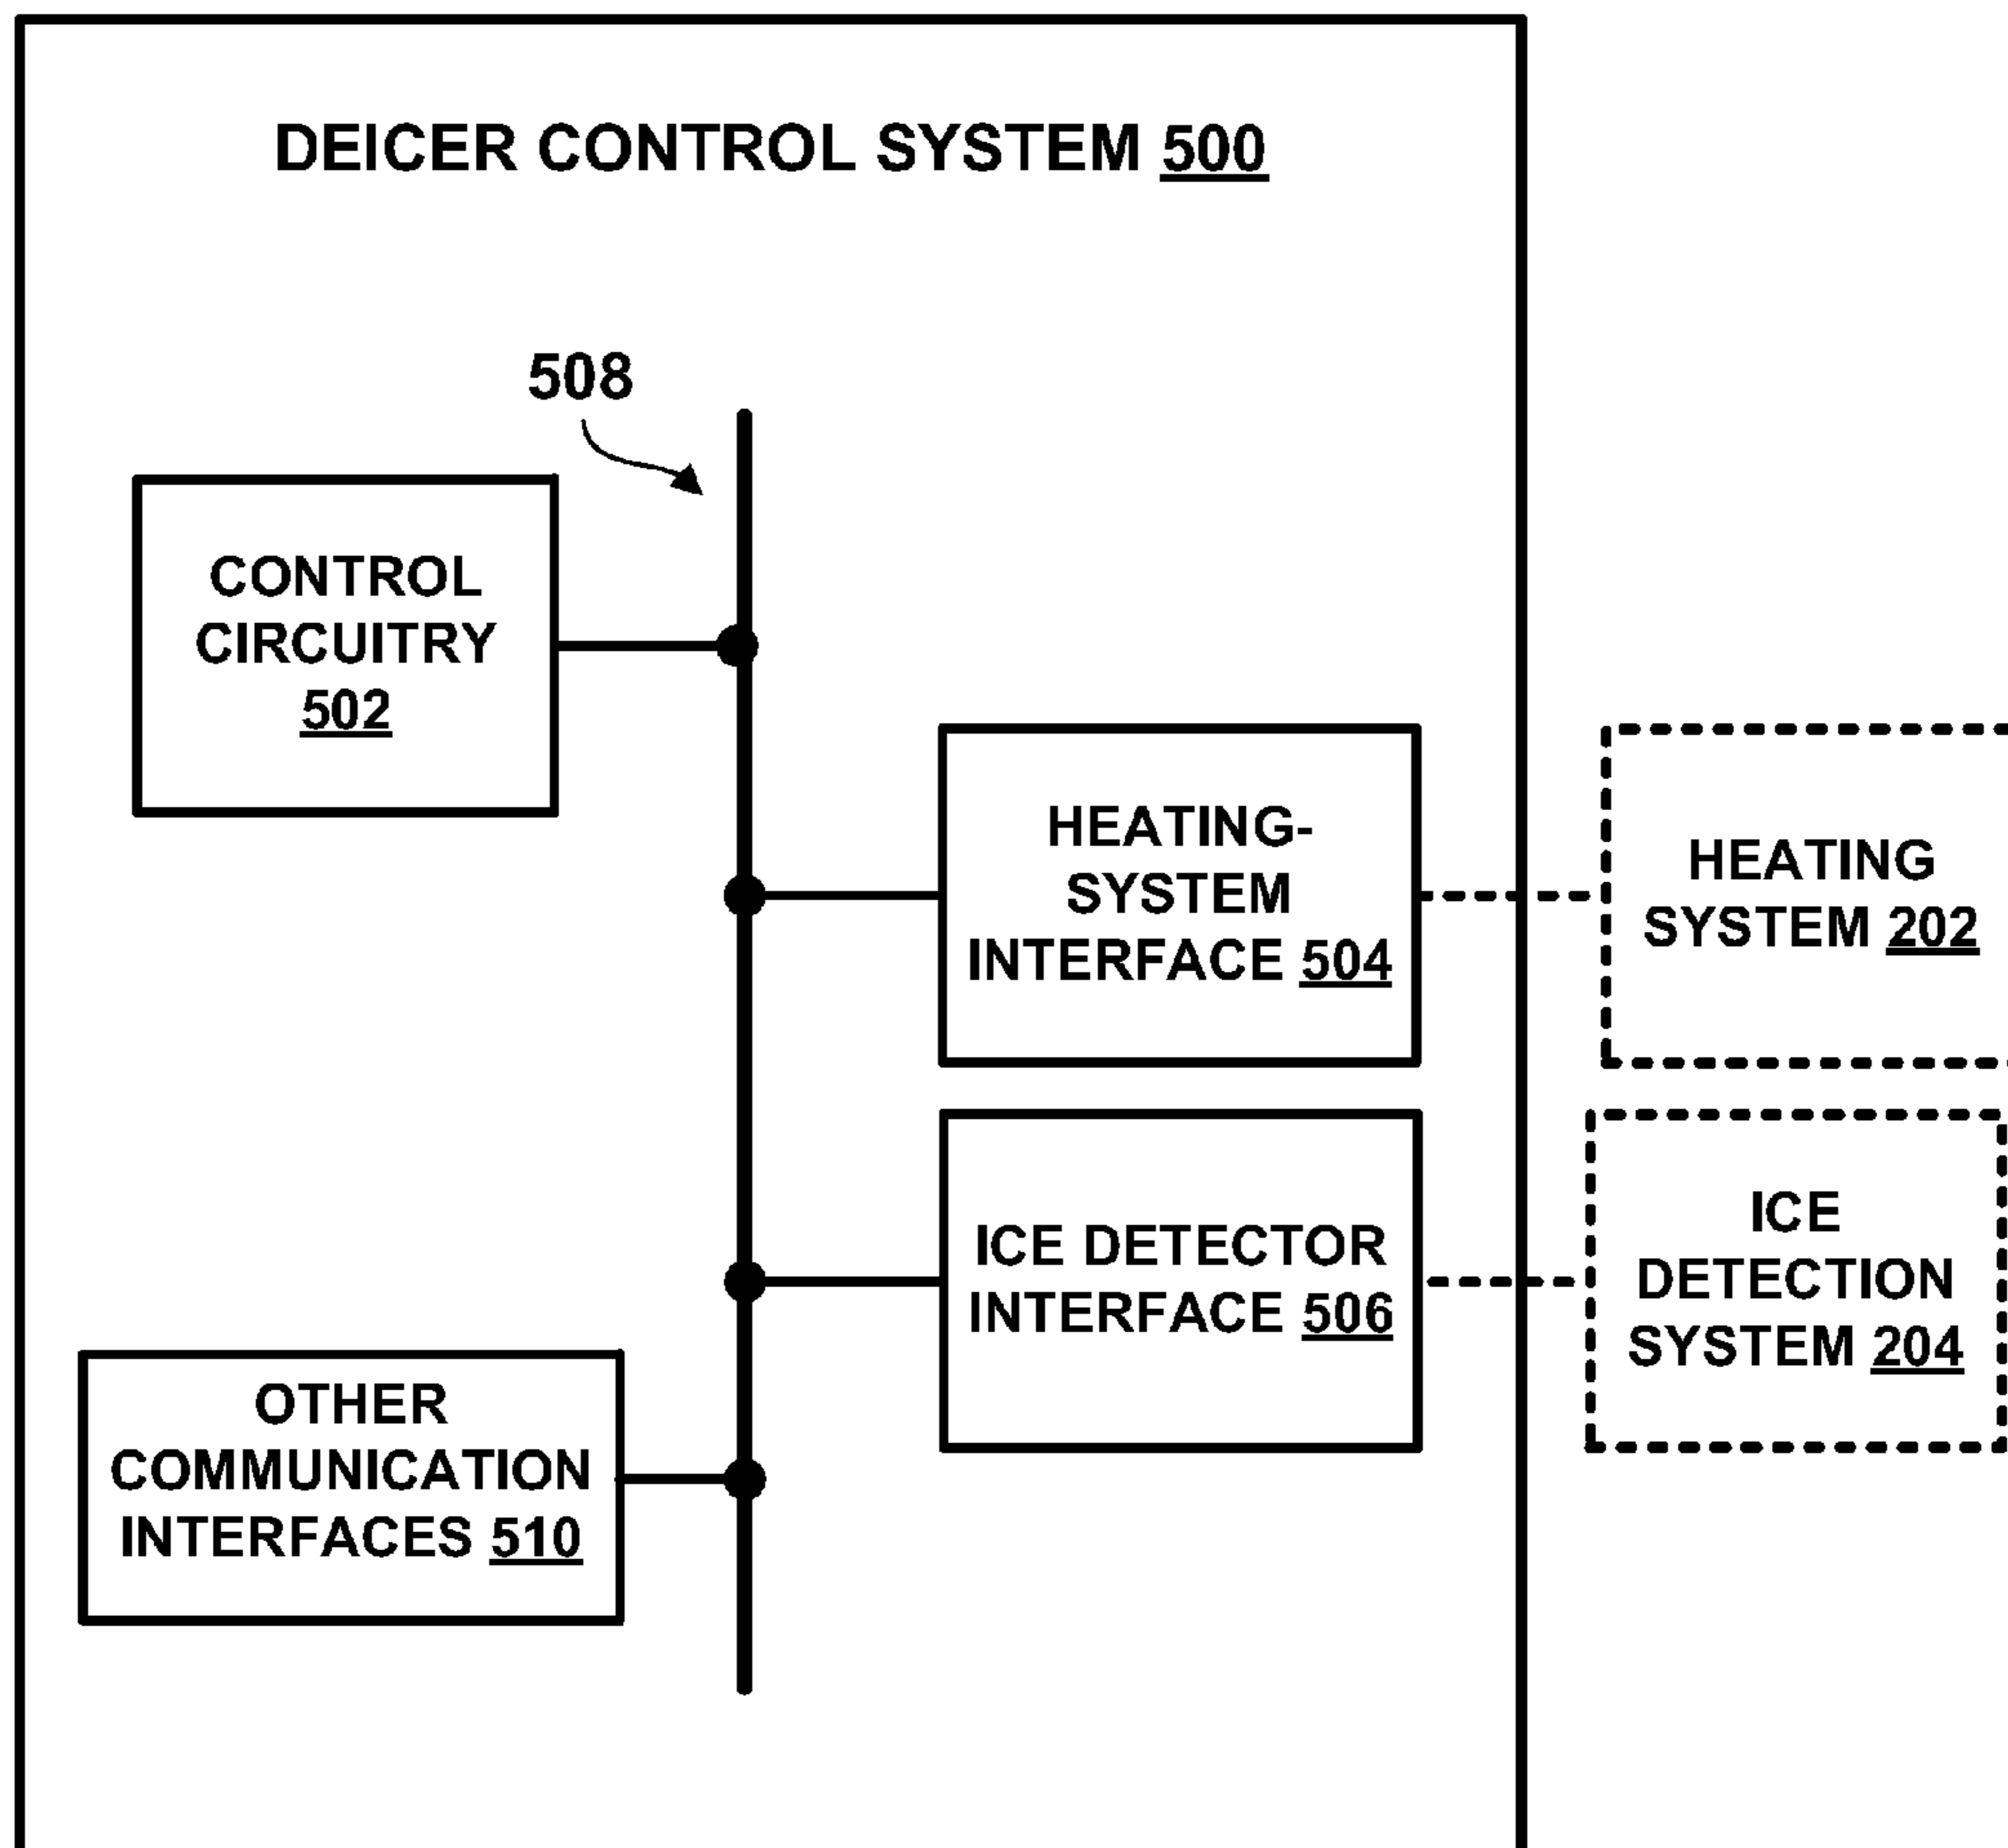 DEICER CONTROL SYSTEM 500
508
CONTROL
CIRCUITRY
502
HEATING-
SYSTEM
INTERFACE 504
HEATING
SYSTEM 202
ICE DETECTOR
INTERFACE 506
ICE
DETECTION
SYSTEM 204
OTHER
COMMUNICATION
INTERFACES 510